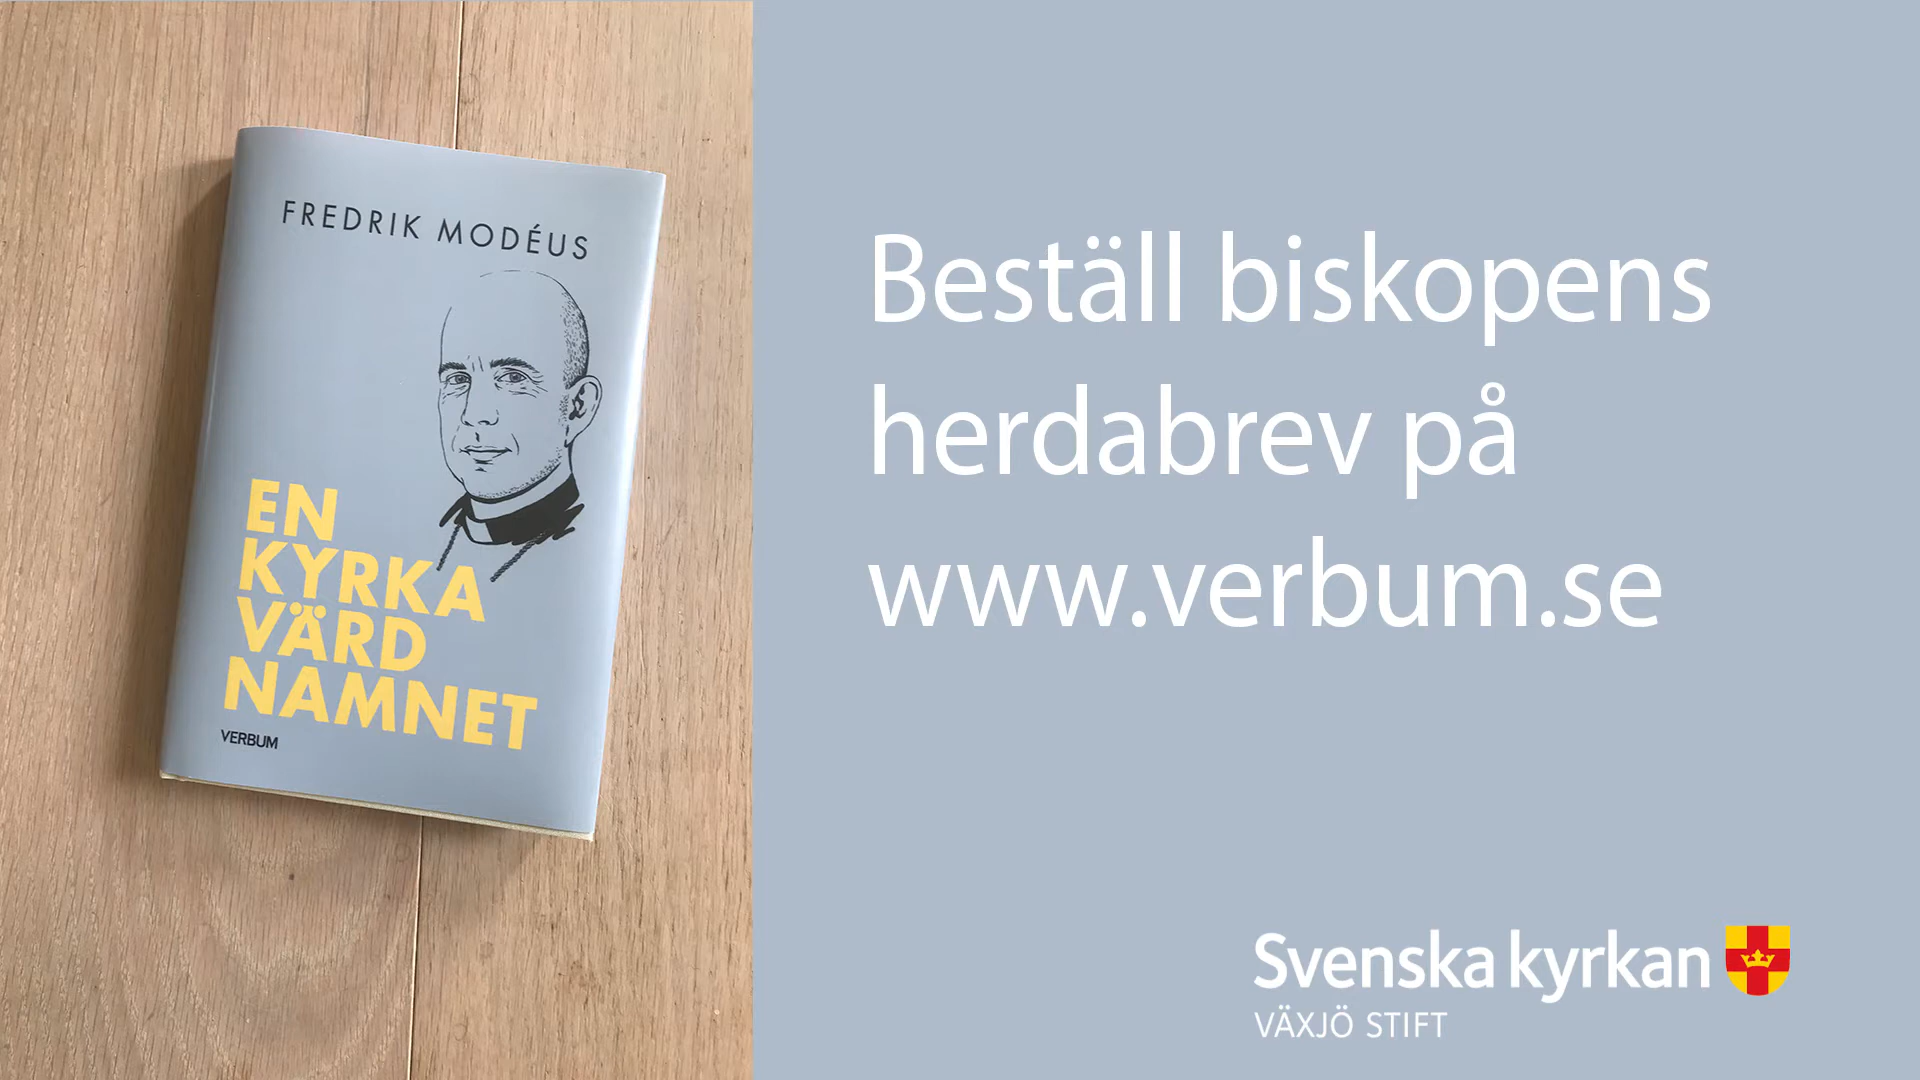 FREDRIK MODÉUS
EN
KYRKA
VÄRD
NAMNET
VERBUM
Beställ biskopens
herdabrev på
www.verbum.se
Svenska kyrkan
VÄXJÖ STIFT